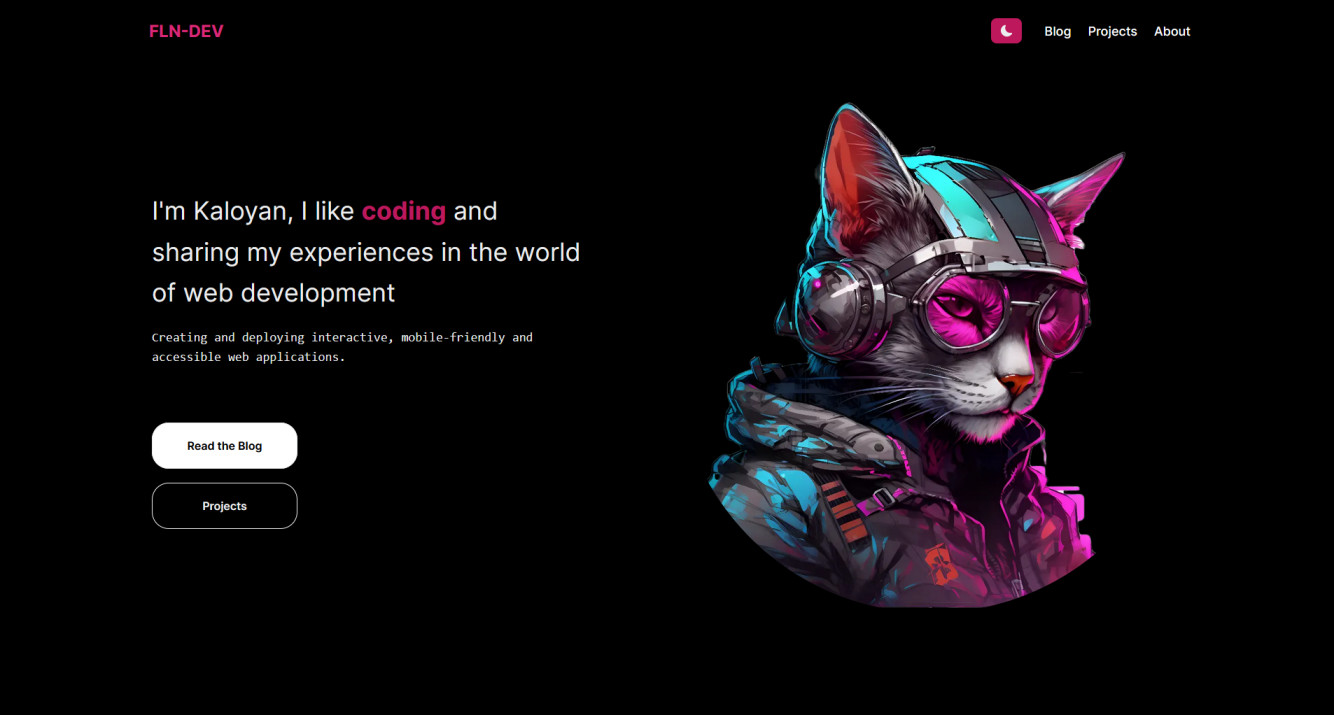 FLN-DEV
Blog Projects About
I'm Kaloyan, I like coding and
sharing my experiences in the world
of web development
Creating and deploying interactive, mobile-friendly and
accessible web applications.
Read the Blog
Projects